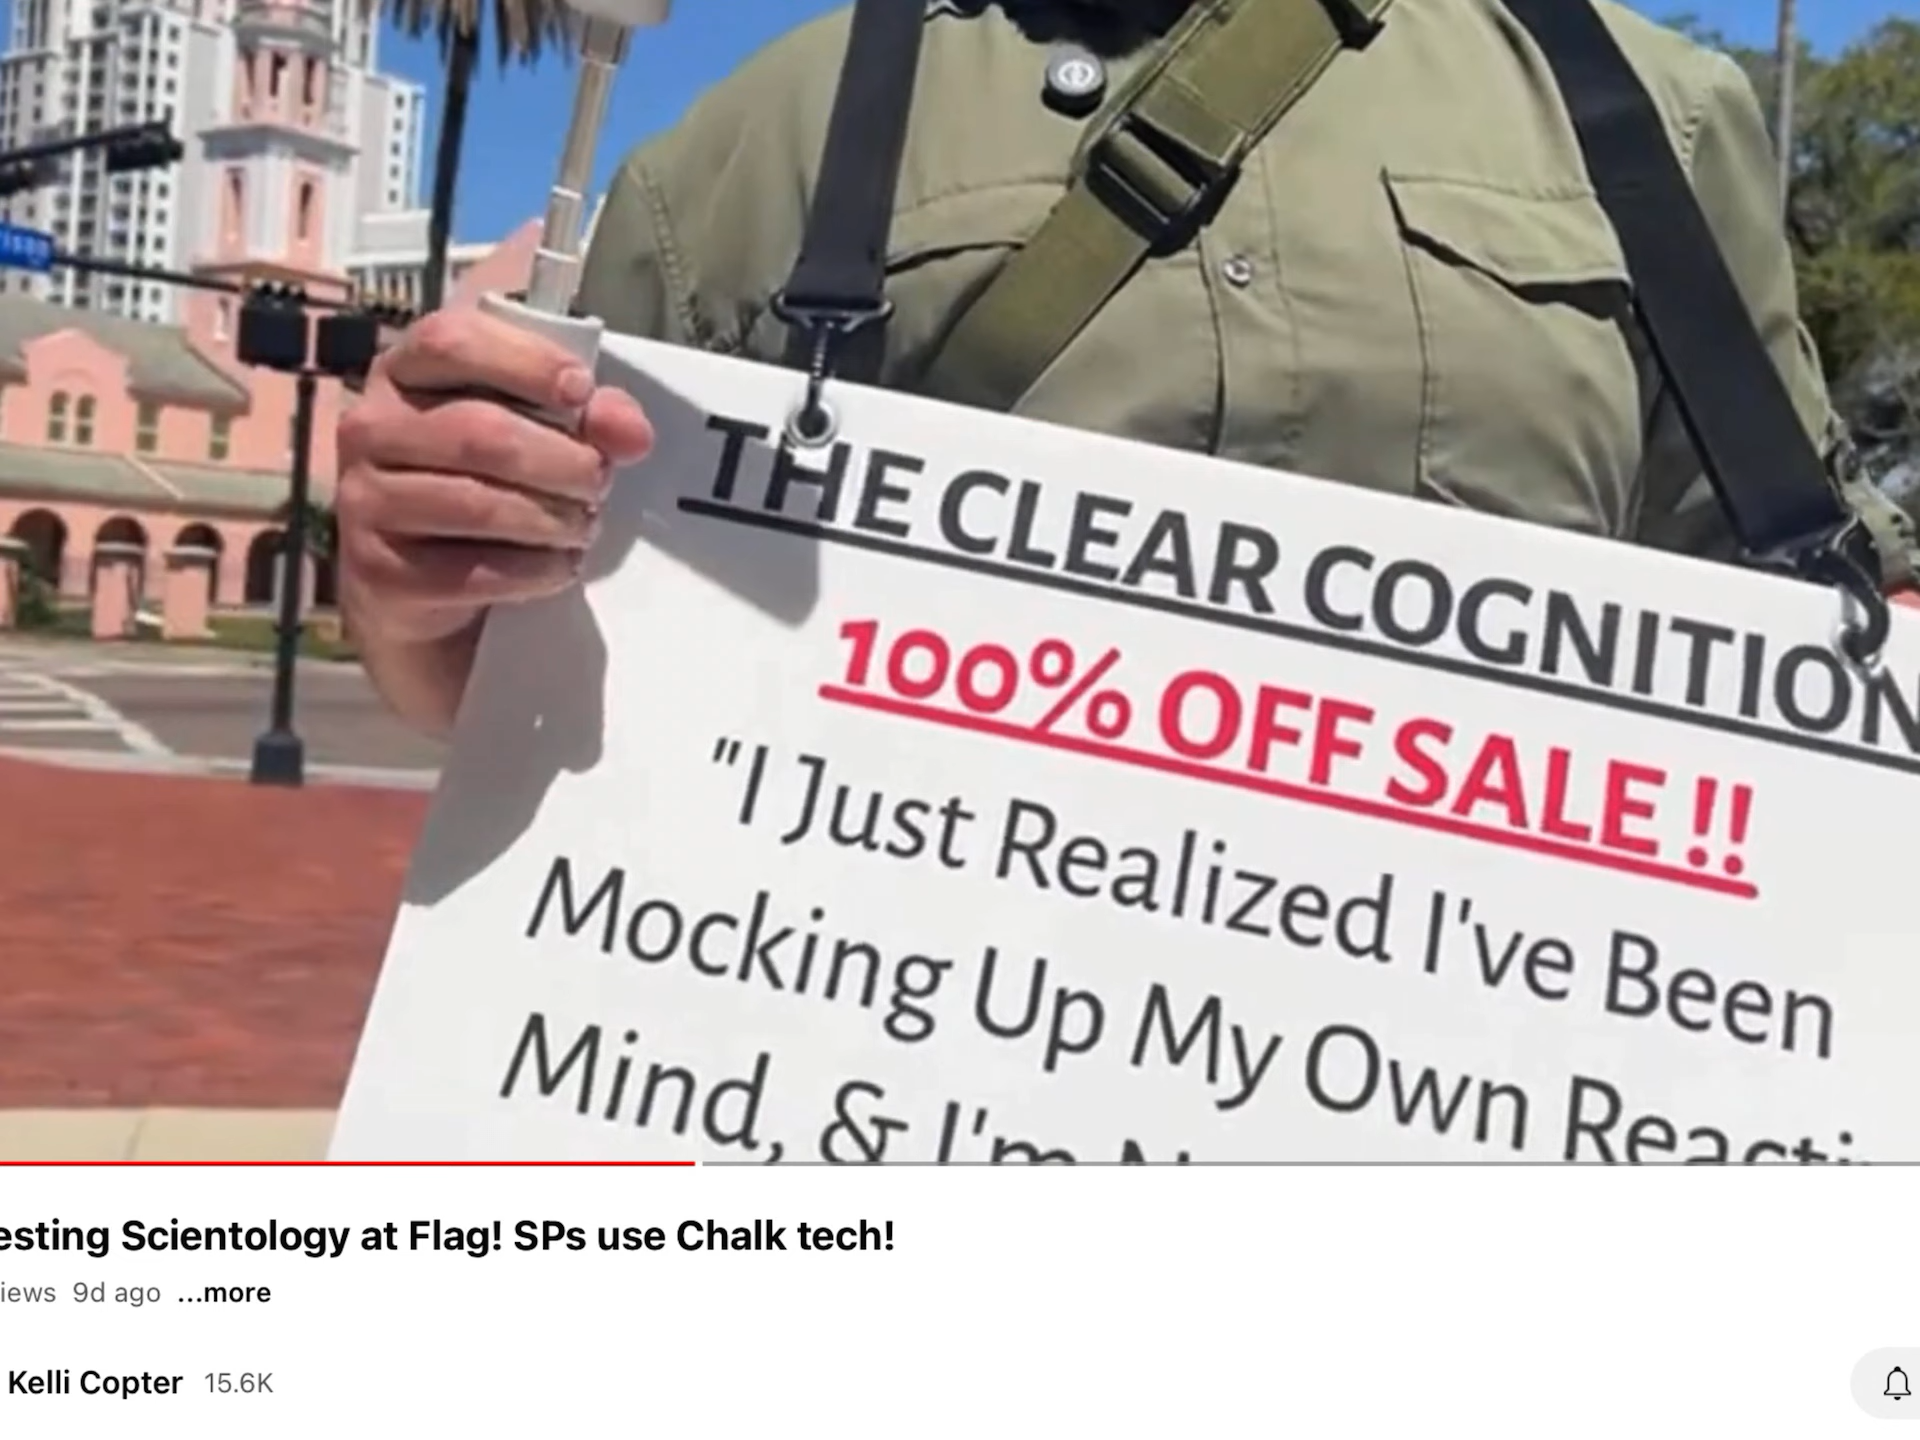 THE CLEAR COGNITION
100% OFF SALE !!
"I Just Realized I've Been
Mocking Up My Own
Mind, & I'm
esting Scientology at Flag! SPs use Chalk tech!
iews 9d ago ...more
Kelli Copter 15.6K